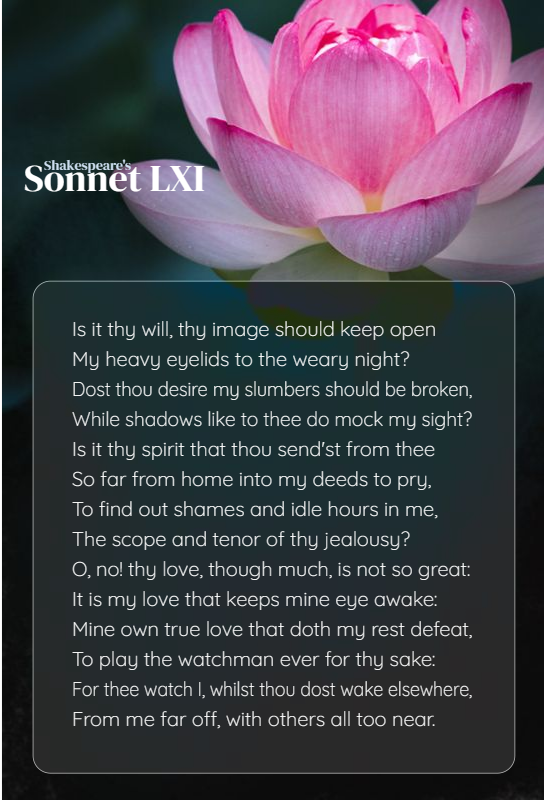 Shakespeare's
Sonnet LXI
Is it thy will, thy image should keep open
My heavy eyelids to the weary night?
Dost thou desire my slumbers should be broken,
While shadows like to thee do mock my sight?
Is it thy spirit that thou send'st from thee
So far from home into my deeds to pry,
To find out shames and idle hours in me,
The scope and tenor of thy jealousy?
O, no! thy love, though much, is not so great:
It is my love that keeps mine eye awake:
Mine own true love that doth my rest defeat,
To play the watchman ever for thy sake:
For thee watch I, whilst thou dost wake elsewhere,
From me far off, with others all too near.